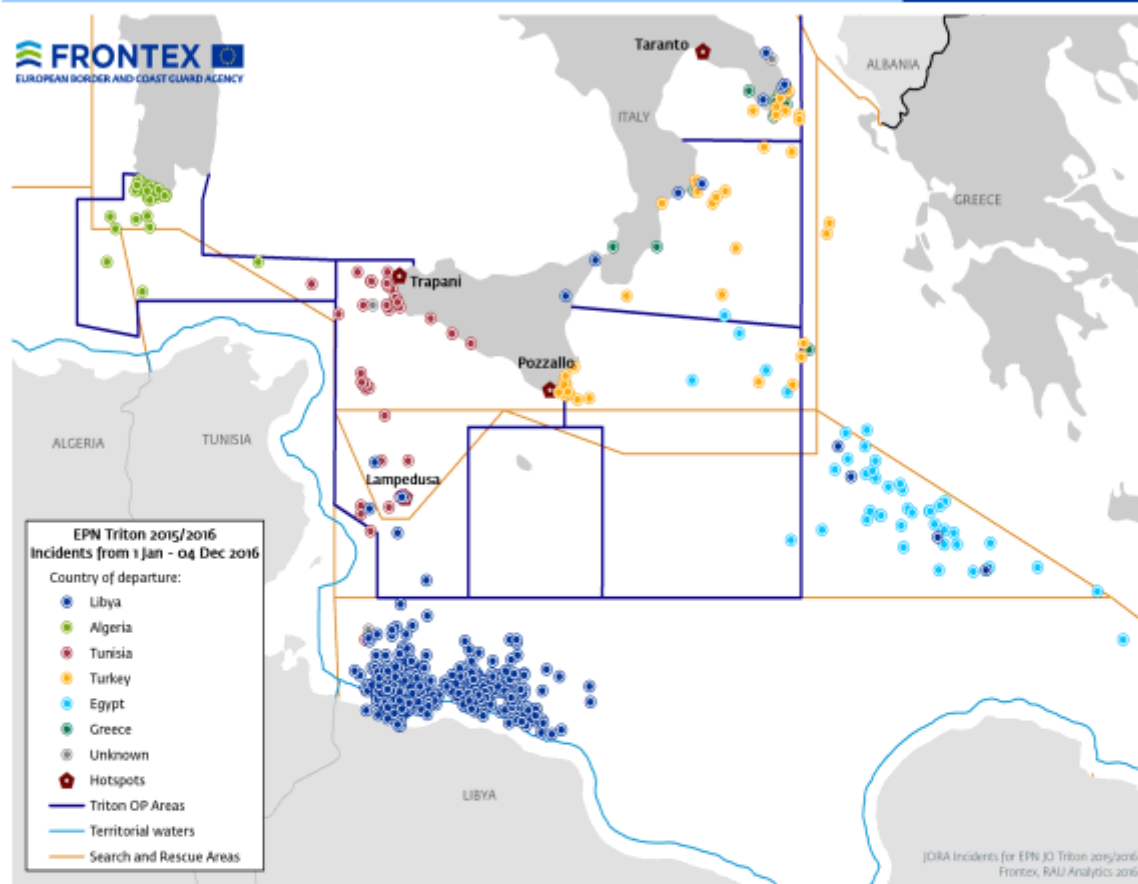 FRONTEX
EUROPEAN BORDER AND COAST GUARD AGENCY
Taranto
ALBANIA
ITALY
GREECE
Trapani
Pozzallo
ALGERIA
TUNISIA
Lampedusa
EPN Triton 2015/2016
Incidents from 1 Jan - 04 Dec 2016
Country of departure:
Libya
Algeria
Tunisia
Turkey
Egypt
Greece
Unknown
Hotspots
Triton OP Areas
Territorial waters
Search and Rescue Areas
LIBYA
JORA Incidents for EPN JO Triton 2015/2016
Frontex, RAU Analytics 2016